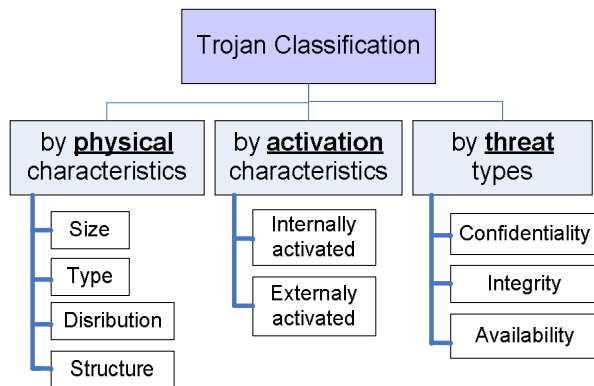 Trojan Classification
by physical
characteristics
Size
Type
Disribution
Structure
by activation
characteristics
Internally
activated
Externaly
activated
by threat
types
Confidentiality
Integrity
Availability